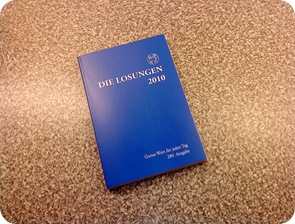 DIE LOSUNGEN
2010
Gottes Wort für jeden Tag
280. Ausgabe